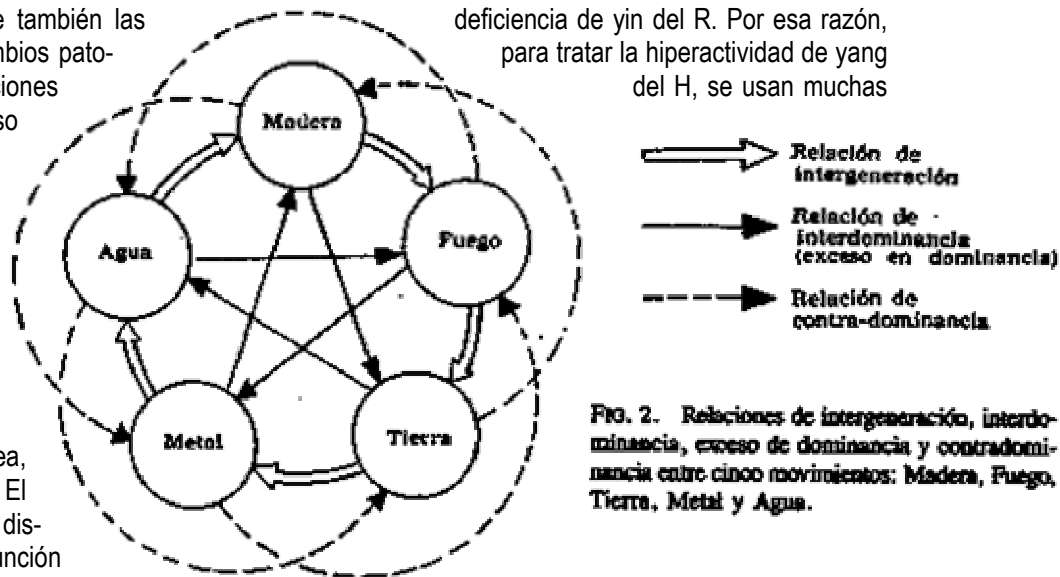 e también las
mbios pato-
ciones
so
deficiencia de yin del R. Por esa razón,
para tratar la hiperactividad de yang
del H, se usan muchas
Madera
Fuego
Agua
Metal
Tierra
Relación de
intergeneración
Relación de
interdominancia
(exceso en dominancia)
Relación de
contra-dominancia
FIG. 2. Relaciones de intergeneración, interdo-
minancia, exceso de dominancia y contradomi-
nancia entre cinco movimientos: Madera, Fuego,
Tierra, Metal y Agua.
ea,
El
dis-
unción